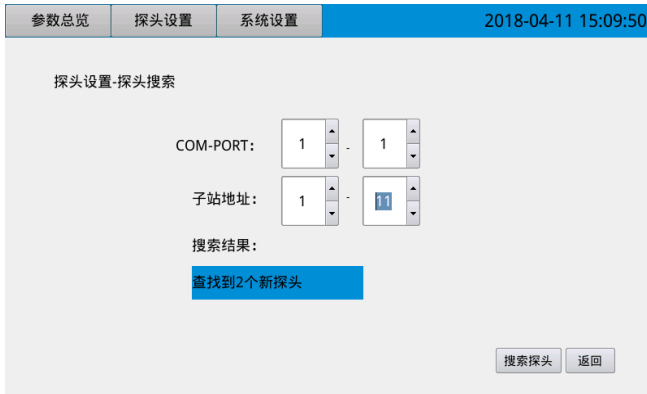 参数总览 探头设置 系统设置 2018-04-11 15:09:50
探头设置-探头搜索
COM-PORT: 1 - 1
子站地址: 1 - 11
搜索结果:
查找到2个新探头
搜索探头 返回